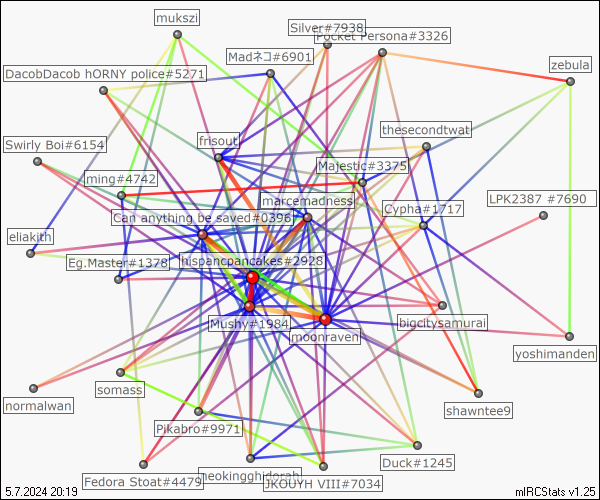 mukszi
Silver#7938
Pocket Persona#3326
Madネコ#6901
zebula
DacobDacob hORNY police#5271
thesecondtwat
frisout
Swirly Boi#6154
Majestic#3375
ming#4742
LPK2387 #7690
marcemadness
Cypha#1717
Can anything be saved#0396
eliakith
hispancpancakes#2928
Eg.Master#1378
Mushy#1984
biocitysamurai
moonraven
yoshimanden
somass
normalwan
shawntee9
Pikabro#9971
Duck#1245
neokingghidorah
Fedora Stoat#4479
JKOUYH VIII#7034
5.7.2024 20:19
mIRCStats v1.25